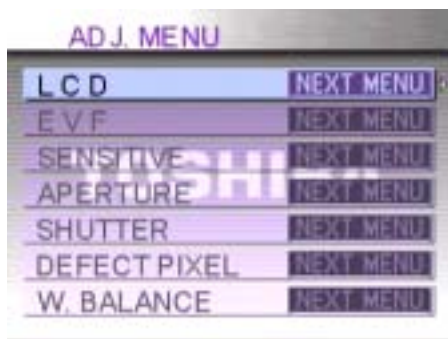 ADJ. MENU
LCD NEXT MENU
EVF NEXT MENU
SENSITIVE NEXT MENU
APERTURE NEXT MENU
SHUTTER NEXT MENU
DEFECT PIXEL NEXT MENU
W. BALANCE NEXT MENU